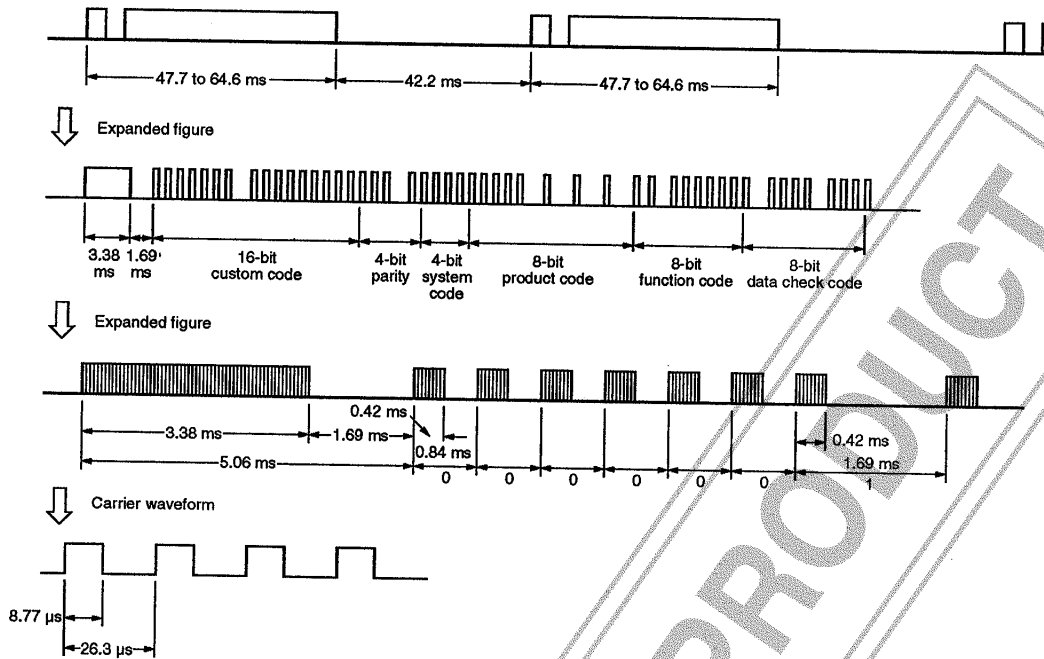 47.7 to 64.6 ms
42.2 ms
47.7 to 64.6 ms
Expanded figure
3.38 ms
1.69 ms
16-bit custom code
4-bit parity
4-bit system code
8-bit product code
8-bit function code
8-bit data check code
Expanded figure
3.38 ms
1.69 ms
0.42 ms
0.84 ms
5.06 ms
0 0 0 0 0 0 1
0.42 ms
1.69 ms
Carrier waveform
8.77 µs
26.3 µs
PRODUCT